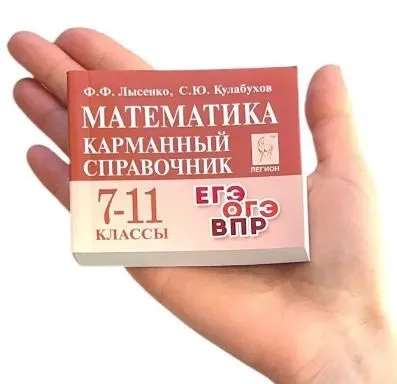 Ф.Ф. Лысенко, С.Ю. Кулабухов
МАТЕМАТИКА
КАРМАННЫЙ
СПРАВОЧНИК
ЛЕГИОН
7-11
КЛАССЫ
ЕГЭ
ОГЭ
ВПР